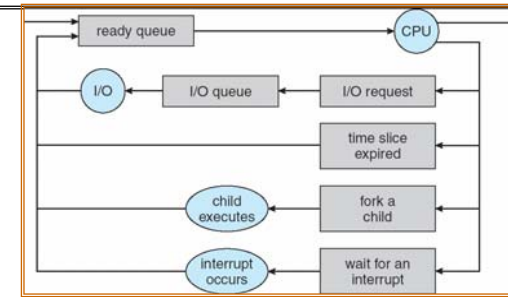 ready queue
CPU
I/O
I/O queue
I/O request
time slice
expired
child
executes
fork a
child
interrupt
occurs
wait for an
interrupt